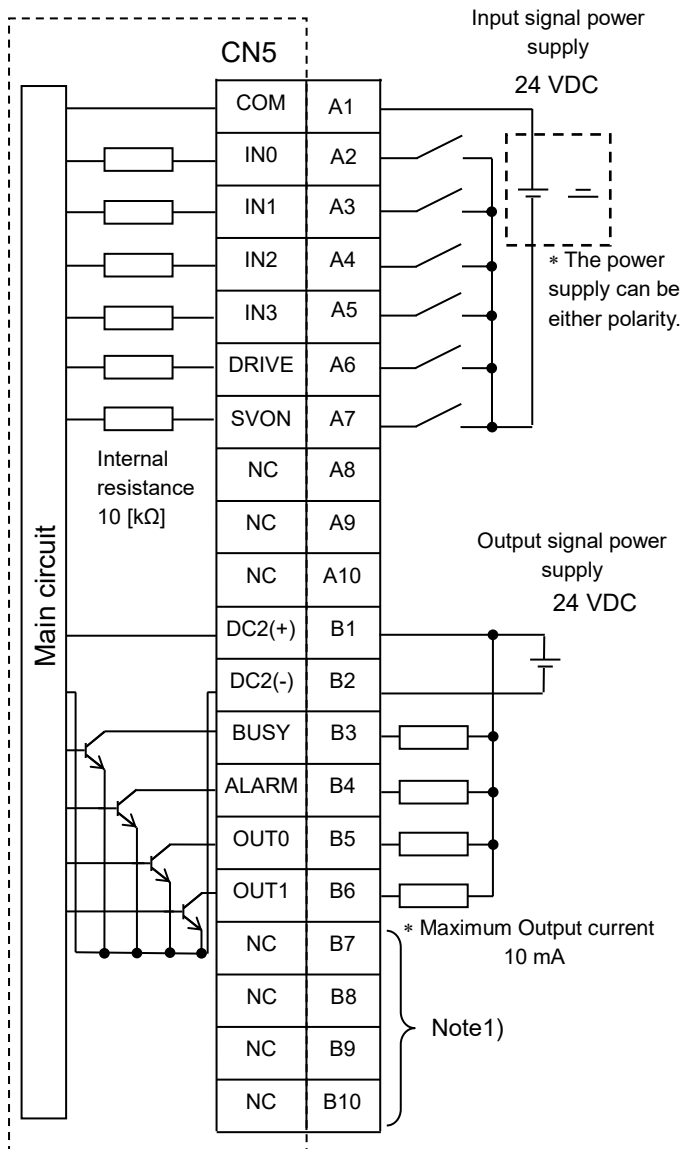 Input signal power
supply
24 VDC
CN5
COM A1
IN0 A2
IN1 A3
IN2 A4
IN3 A5
DRIVE A6
SVON A7
NC A8
NC A9
NC A10
DC2(+) B1
DC2(-) B2
BUSY B3
ALARM B4
OUT0 B5
OUT1 B6
NC B7
NC B8
NC B9
NC B10
* The power
supply can be
either polarity.
Internal
resistance
10 [kΩ]
Main circuit
Output signal power
supply
24 VDC
* Maximum Output current
10 mA
Note1)